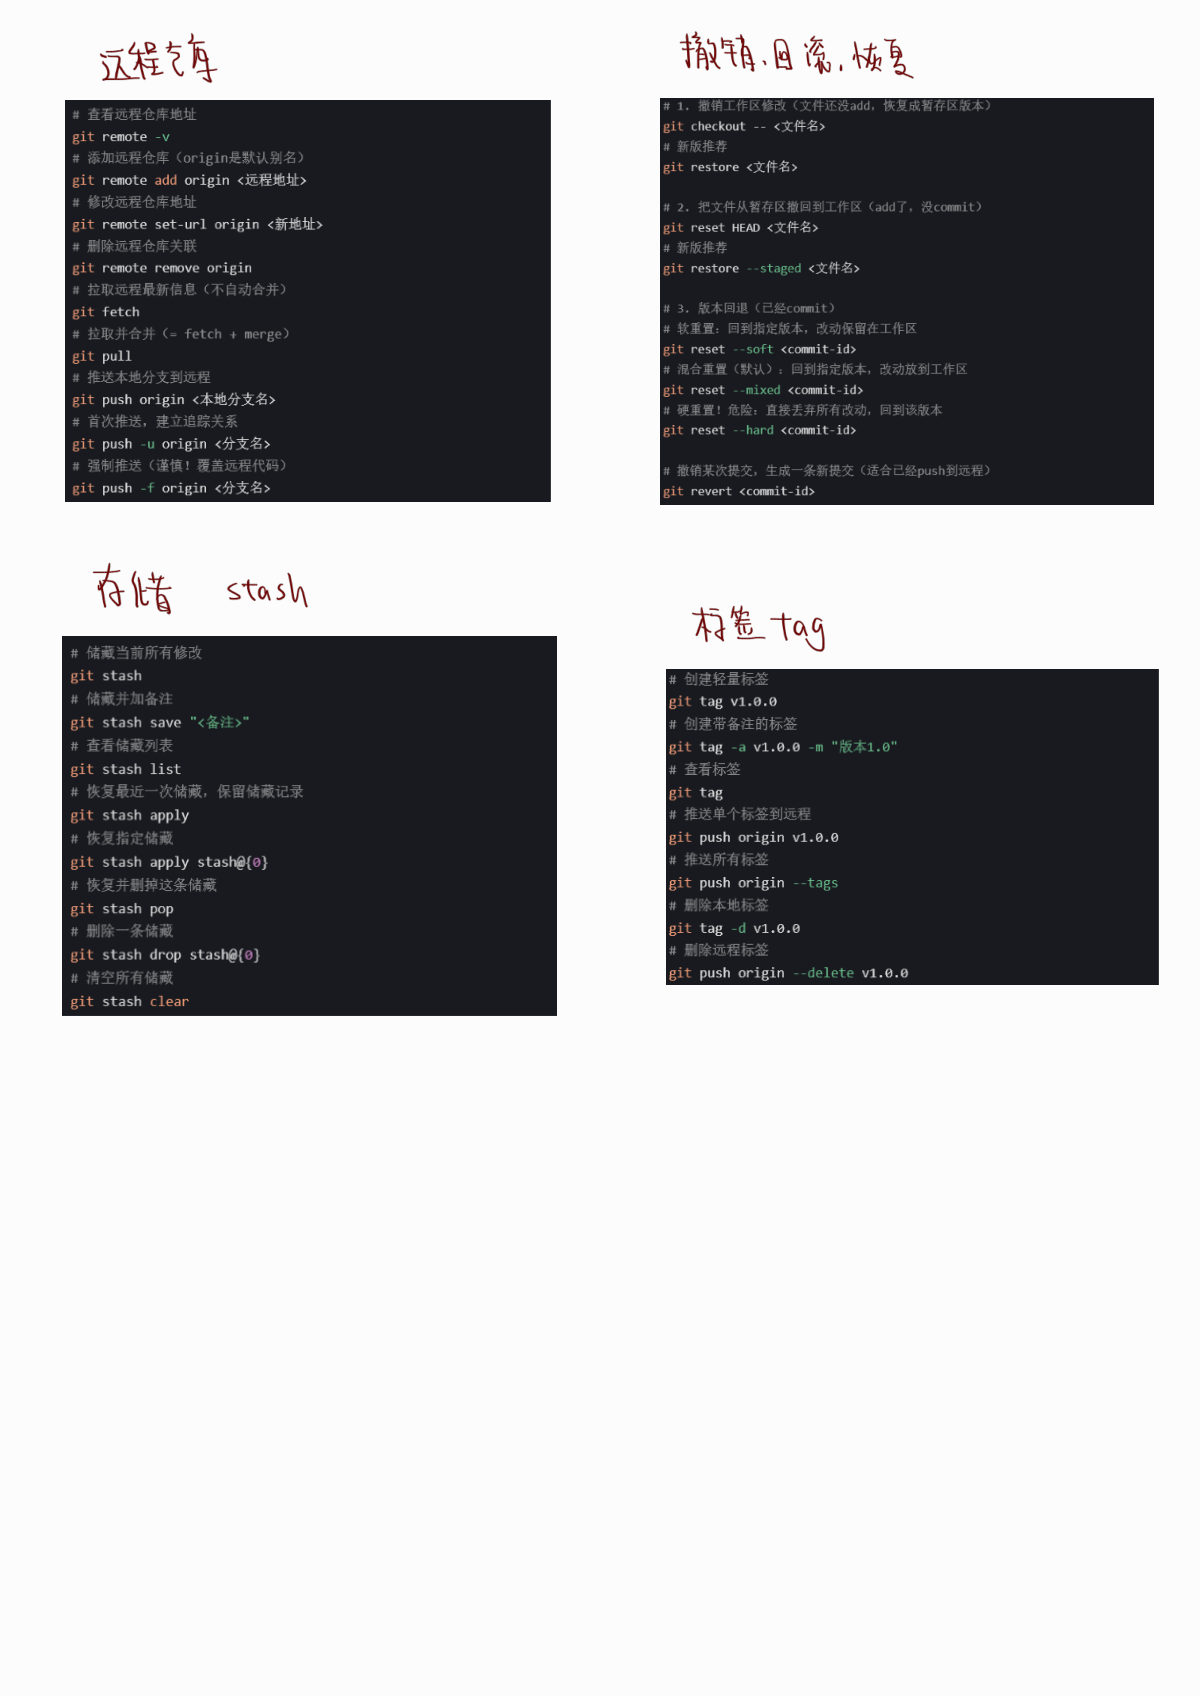 远程仓库
# 查看远程仓库地址
git remote -v
# 添加远程仓库（origin是默认别名）
git remote add origin <远程地址>
# 修改远程仓库地址
git remote set-url origin <新地址>
# 删除远程仓库关联
git remote remove origin
# 拉取远程最新信息（不自动合并）
git fetch
# 拉取并合并（= fetch + merge）
git pull
# 推送本地分支到远程
git push origin <本地分支名>
# 首次推送，建立追踪关系
git push -u origin <分支名>
# 强制推送（谨慎！覆盖远程代码）
git push -f origin <分支名>
撤销、回滚、恢复
# 1. 撤销工作区修改（文件还没add，恢复成暂存区版本）
git checkout -- <文件名>
# 新版推荐
git restore <文件名>
# 2. 把文件从暂存区撤回到工作区（add了，没commit）
git reset HEAD <文件名>
# 新版推荐
git restore --staged <文件名>
# 3. 版本回退（已经commit）
# 软重置：回到指定版本，改动保留在工作区
git reset --soft <commit-id>
# 混合重置（默认）：回到指定版本，改动放到工作区
git reset --mixed <commit-id>
# 硬重置！危险：直接丢弃所有改动，回到该版本
git reset --hard <commit-id>
# 撤销某次提交，生成一条新提交（适合已经push到远程）
git revert <commit-id>
存储 stash
# 储藏当前所有修改
git stash
# 储藏并加备注
git stash save "<备注>"
# 查看储藏列表
git stash list
# 恢复最近一次储藏，保留储藏记录
git stash apply
# 恢复指定储藏
git stash apply stash@{0}
# 恢复并删掉这条储藏
git stash pop
# 删除一条储藏
git stash drop stash@{0}
# 清空所有储藏
git stash clear
标签 tag
# 创建轻量标签
git tag v1.0.0
# 创建带备注的标签
git tag -a v1.0.0 -m "版本1.0"
# 查看标签
git tag
# 推送单个标签到远程
git push origin v1.0.0
# 推送所有标签
git push origin --tags
# 删除本地标签
git tag -d v1.0.0
# 删除远程标签
git push origin --delete v1.0.0